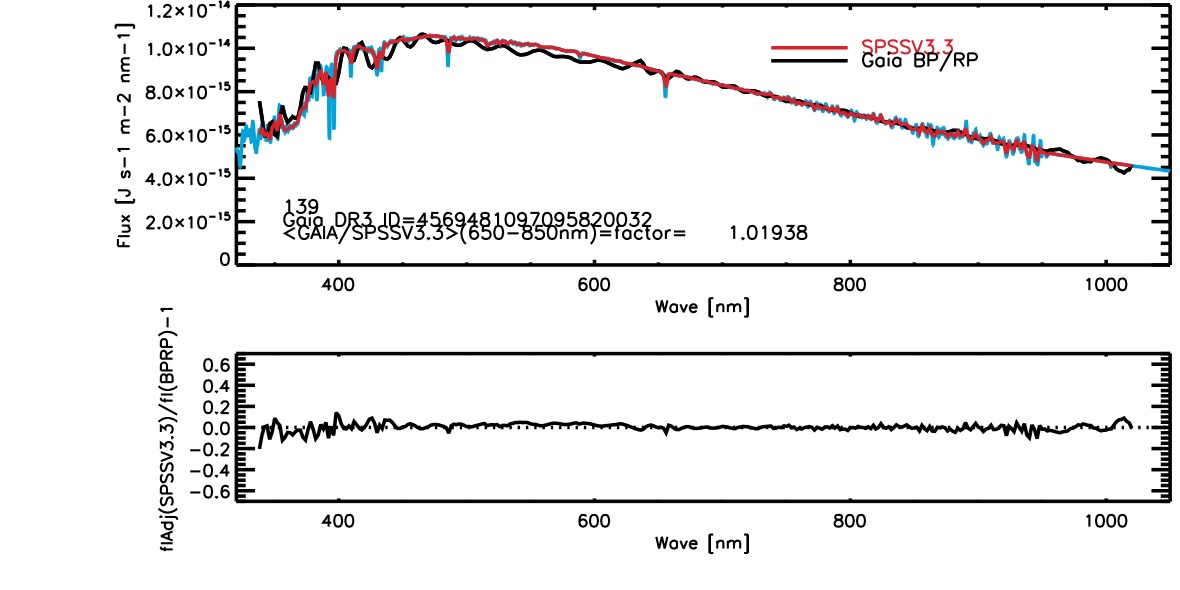 1.2×10−14
1.0×10−14
8.0×10−15
6.0×10−15
4.0×10−15
2.0×10−15
0
Flux [J s−1 m−2 nm−1]
SPSSV3.3
Gaia BP/RP
139
Gaia DR3 ID=4569481097095820032
<GAIA/SPSSV3.3>(650−850nm)=factor= 1.01938
400 600 800 1000
Wave [nm]
flAdj(SPSSV3.3)/fl(BPRP)−1
0.6
0.4
0.2
0.0
−0.2
−0.4
−0.6
400 600 800 1000
Wave [nm]